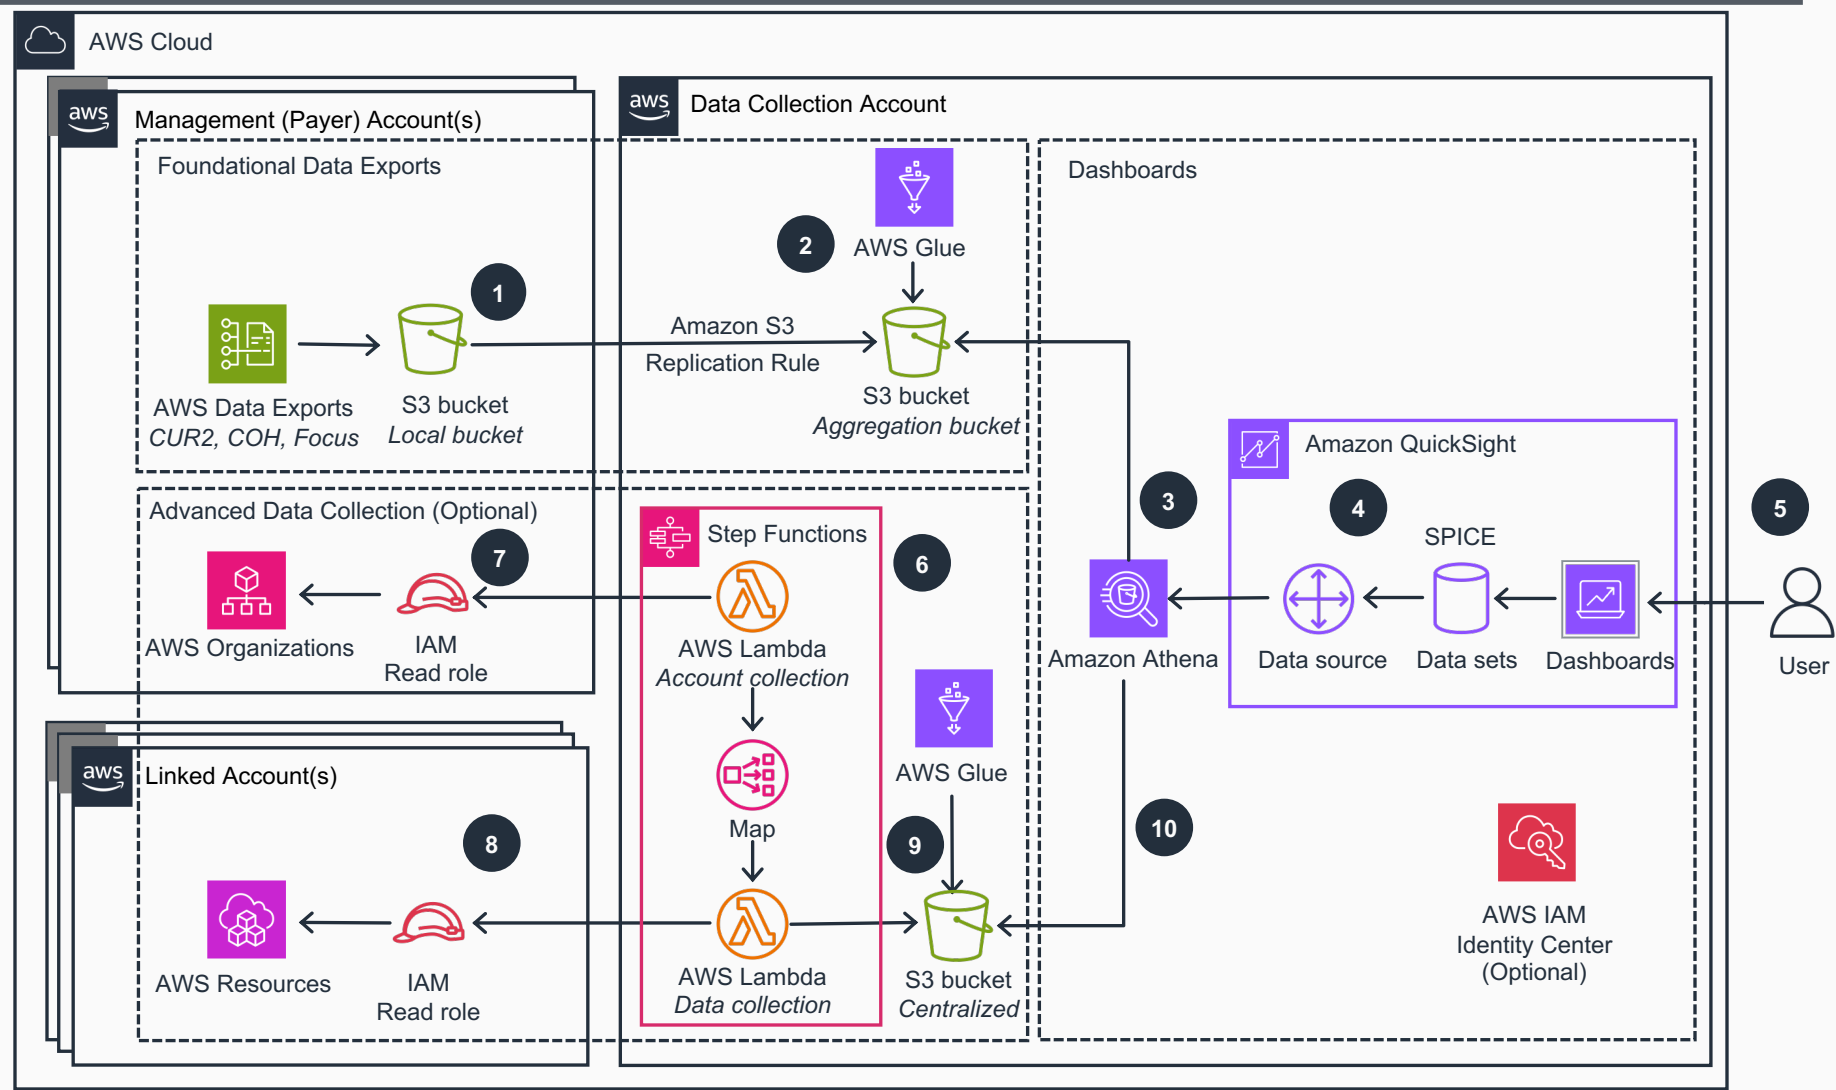 AWS Cloud
aws
Management (Payer) Account(s)
Foundational Data Exports
1
AWS Data Exports
CUR2, COH, Focus
S3 bucket
Local bucket
Amazon S3
Replication Rule
aws
Data Collection Account
2
AWS Glue
S3 bucket
Aggregation bucket
Advanced Data Collection (Optional)
7
AWS Organizations
IAM
Read role
Step Functions
6
AWS Lambda
Account collection
Map
AWS Lambda
Data collection
AWS Glue
9
S3 bucket
Centralized
aws
Linked Account(s)
8
AWS Resources
IAM
Read role
Dashboards
3
Amazon Athena
10
Amazon QuickSight
4
SPICE
Data source
Data sets
Dashboards
5
User
AWS IAM
Identity Center
(Optional)